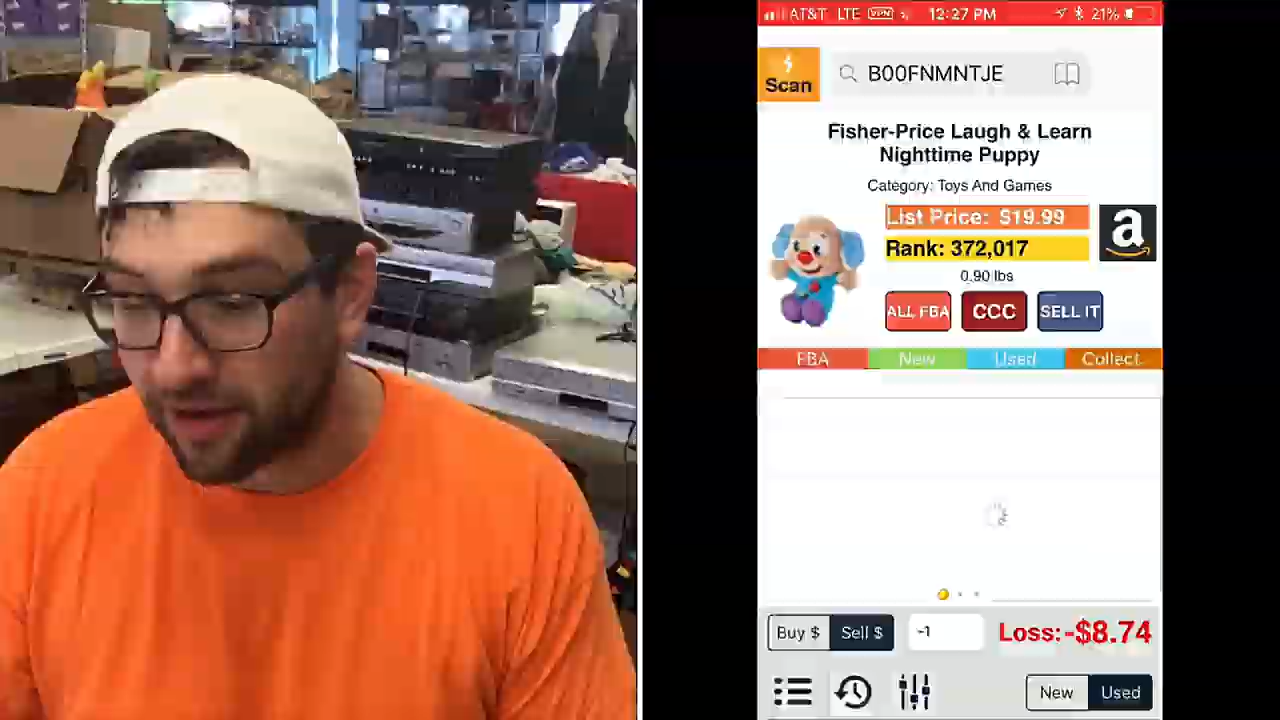 AT&T LTE VPN 12:27 PM 21%
Scan
B00FNMNTJE
Fisher-Price Laugh & Learn
Nighttime Puppy
Category: Toys And Games
List Price: $19.99
Rank: 372,017
0.90 lbs
a
ALL FBA CCC SELL IT
FBA New Used Collect.
Buy $ Sell $ -1 Loss:-$8.74
New Used